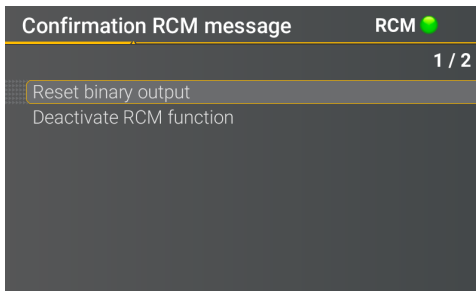 Confirmation RCM message RCM
1 / 2
Reset binary output
Deactivate RCM function